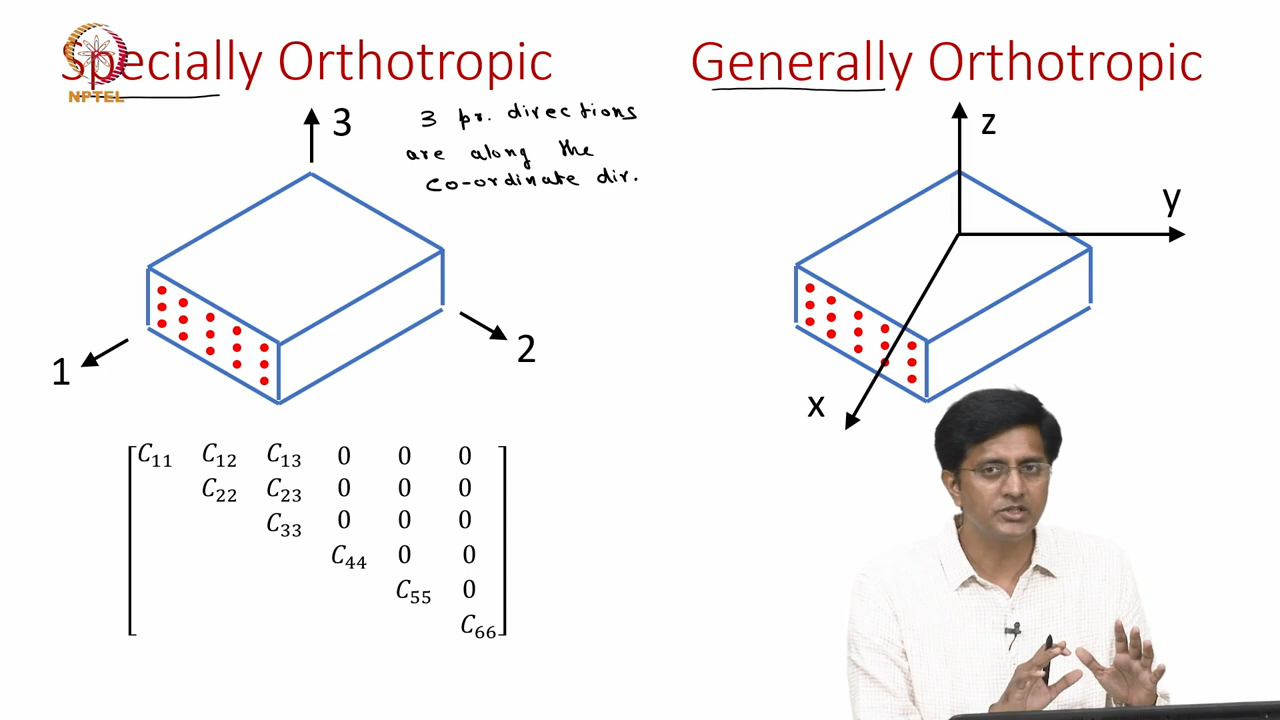 Specially Orthotropic
NPTEL
3 pr. directions
are along the
co-ordinate dir.
3
1
2
C₁₁ C₁₂ C₁₃ 0 0 0
C₂₂ C₂₃ 0 0 0
C₃₃ 0 0 0
C₄₄ 0 0
C₅₅ 0
C₆₆
Generally Orthotropic
z
y
x